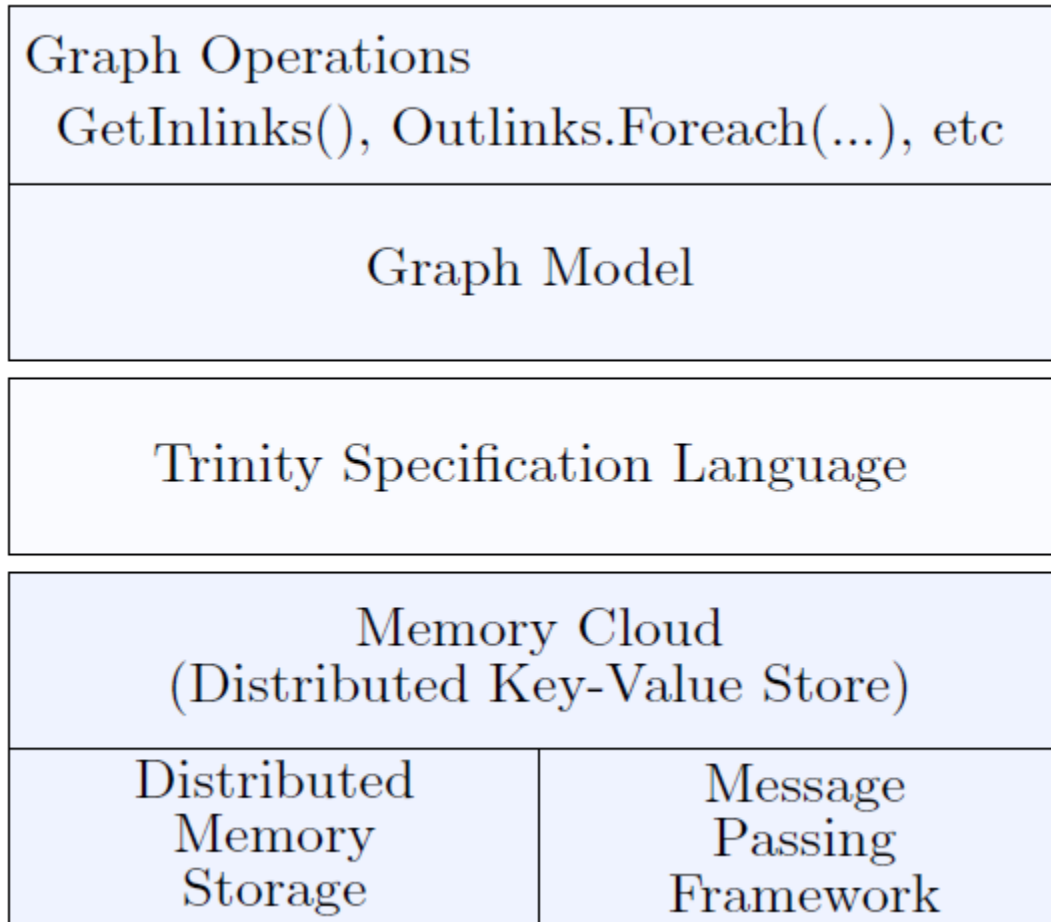 Graph Operations
GetInlinks(), Outlinks.Foreach(...), etc
Graph Model
Trinity Specification Language
Memory Cloud
(Distributed Key-Value Store)
Distributed
Memory
Storage
Message
Passing
Framework